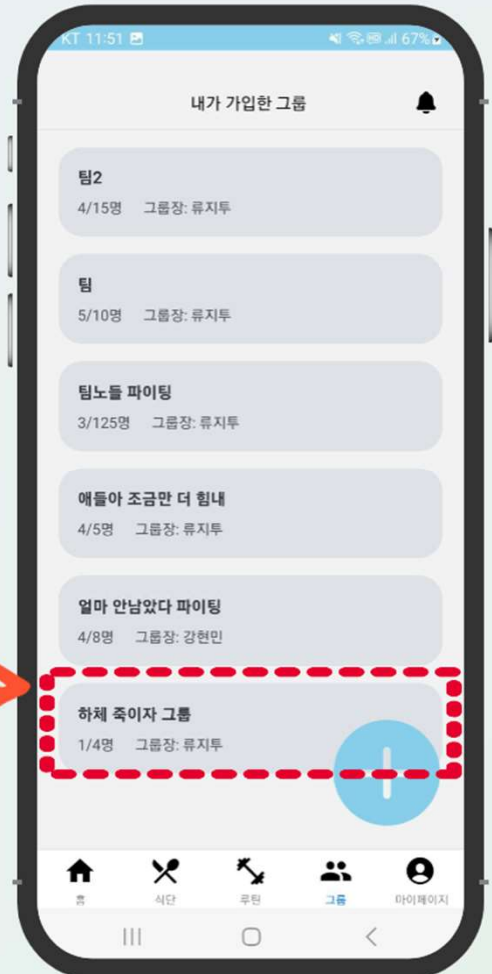 KT 11:51
67%
내가 가입한 그룹
팀2
4/15명 그룹장: 류지투
팀
5/10명 그룹장: 류지투
팀노들 파이팅
3/125명 그룹장: 류지투
애들아 조금만 더 힘내
4/5명 그룹장: 류지투
얼마 안남았다 파이팅
4/8명 그룹장: 강현민
하체 죽이자 그룹
1/4명 그룹장: 류지투
홈 식단 루틴 그룹 마이페이지